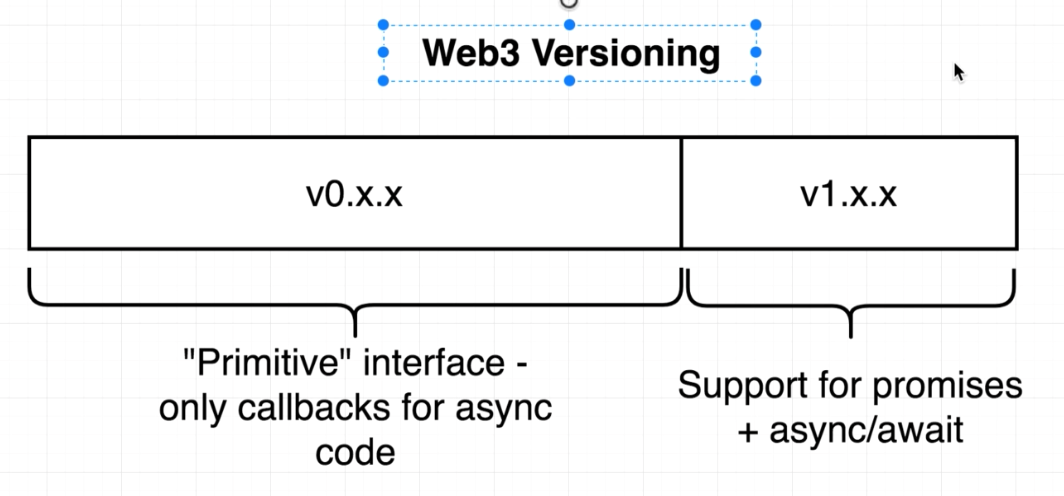 Web3 Versioning
v0.x.x
v1.x.x
"Primitive" interface -
only callbacks for async
code
Support for promises
+ async/await